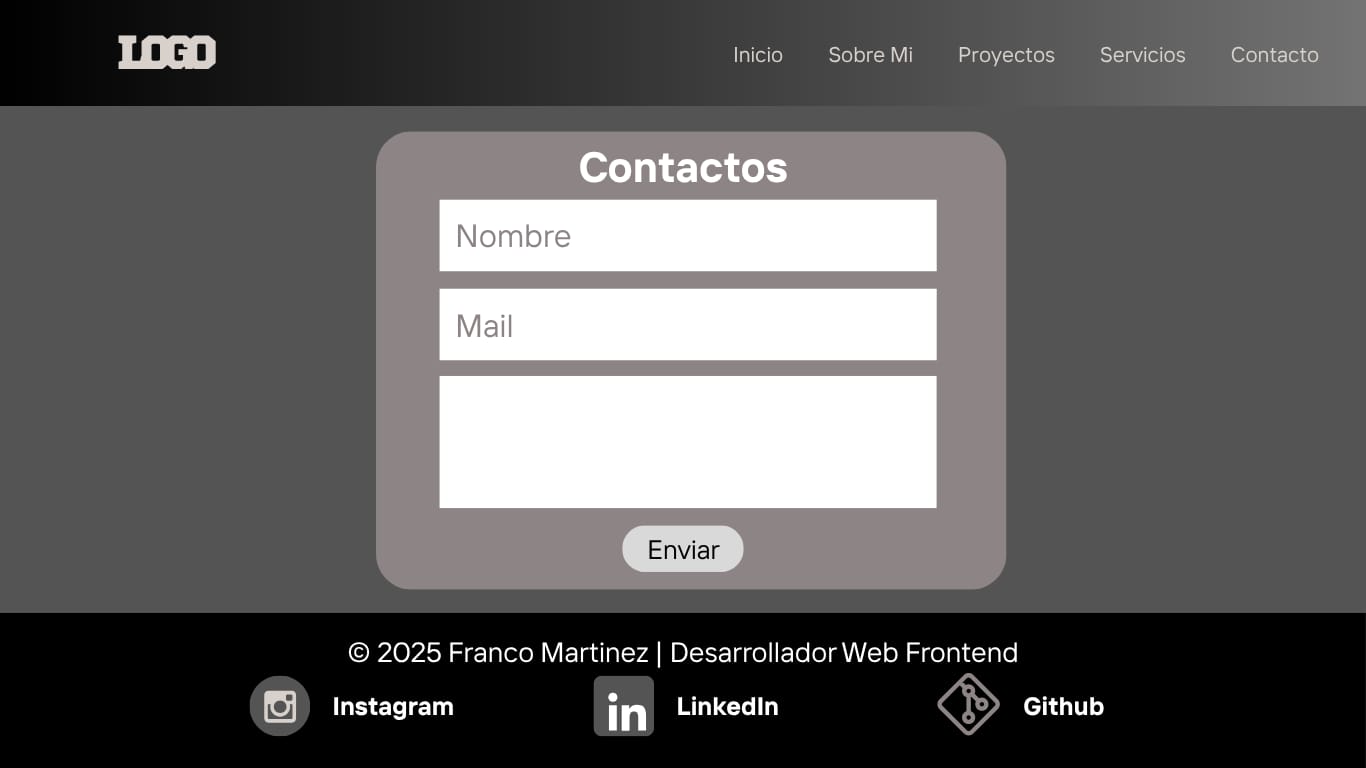 LOGO
Inicio Sobre Mi Proyectos Servicios Contacto
Contactos
Nombre
Mail
Enviar
© 2025 Franco Martinez | Desarrollador Web Frontend
in
Instagram LinkedIn Github